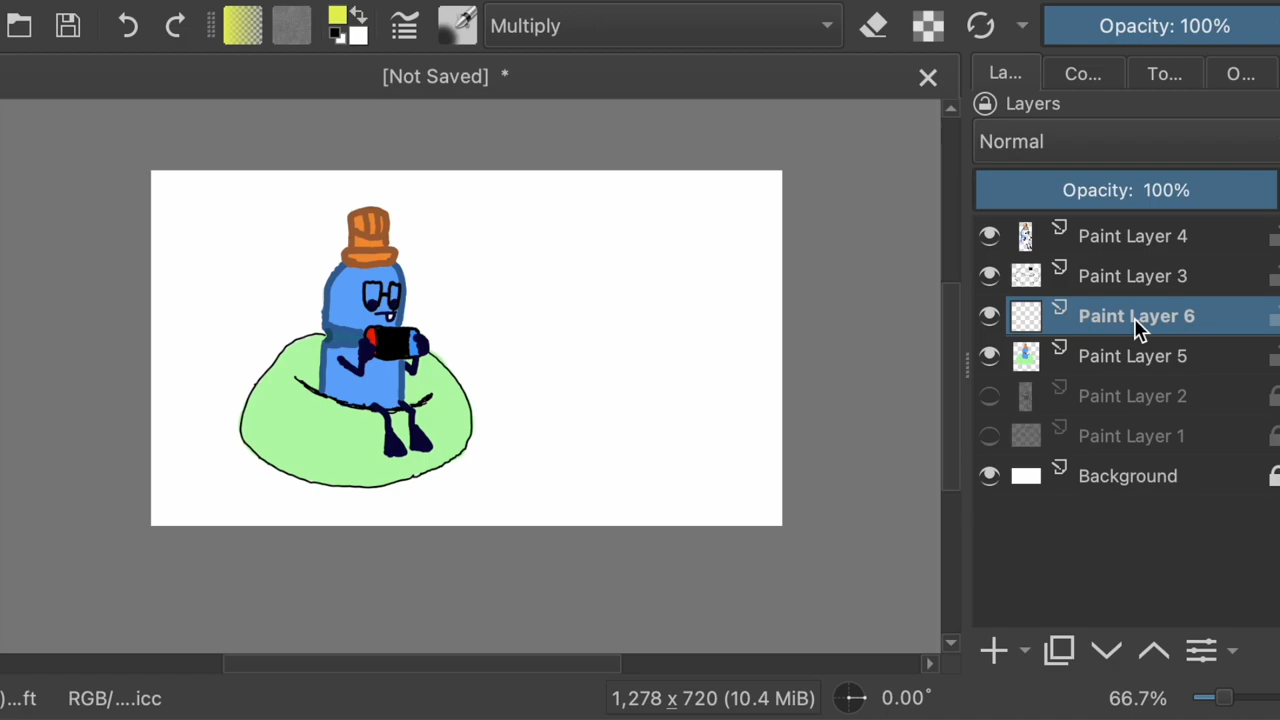 Multiply
Opacity: 100%
[Not Saved] *
La...
Co...
To...
O...
Layers
Normal
Opacity: 100%
Paint Layer 4
Paint Layer 3
Paint Layer 6
Paint Layer 5
Paint Layer 2
Paint Layer 1
Background
)...ft
RGB/....icc
1,278 x 720 (10.4 MiB)
0.00°
66.7%